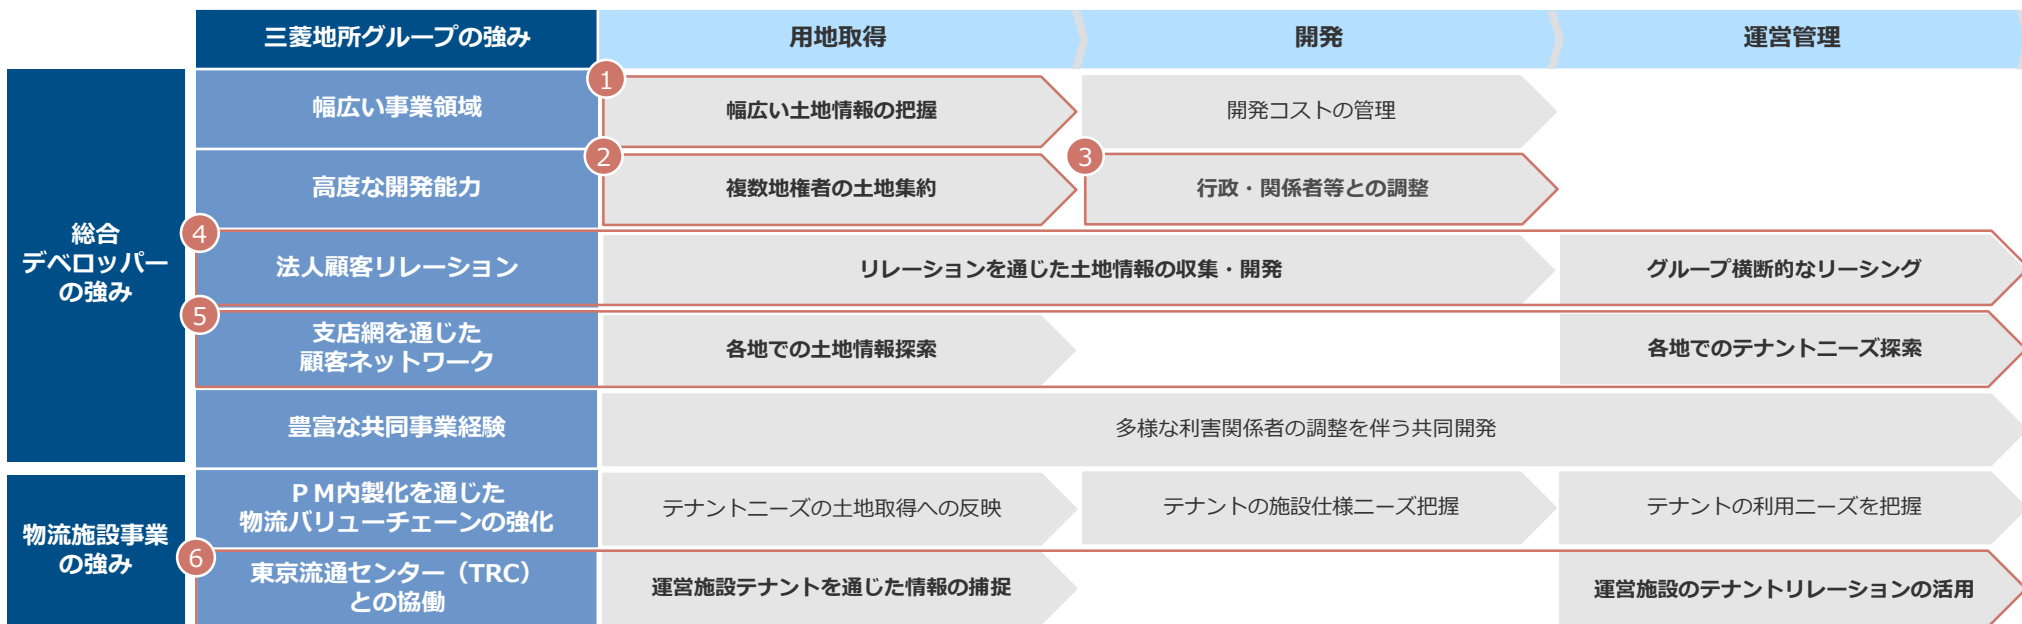 三菱地所グループの強み
用地取得
開発
運営管理
総合
デベロッパー
の強み
幅広い事業領域
1
幅広い土地情報の把握
開発コストの管理
高度な開発能力
2
複数地権者の土地集約
3
行政・関係者等との調整
4
法人顧客リレーション
リレーションを通じた土地情報の収集・開発
グループ横断的なリーシング
5
支店網を通じた
顧客ネットワーク
各地での土地情報探索
各地でのテナントニーズ探索
豊富な共同事業経験
多様な利害関係者の調整を伴う共同開発
物流施設事業
の強み
ＰＭ内製化を通じた
物流バリューチェーンの強化
テナントニーズの土地取得への反映
テナントの施設仕様ニーズ把握
テナントの利用ニーズを把握
6
東京流通センター（TRC）
との協働
運営施設テナントを通じた情報の捕捉
運営施設のテナントリレーションの活用